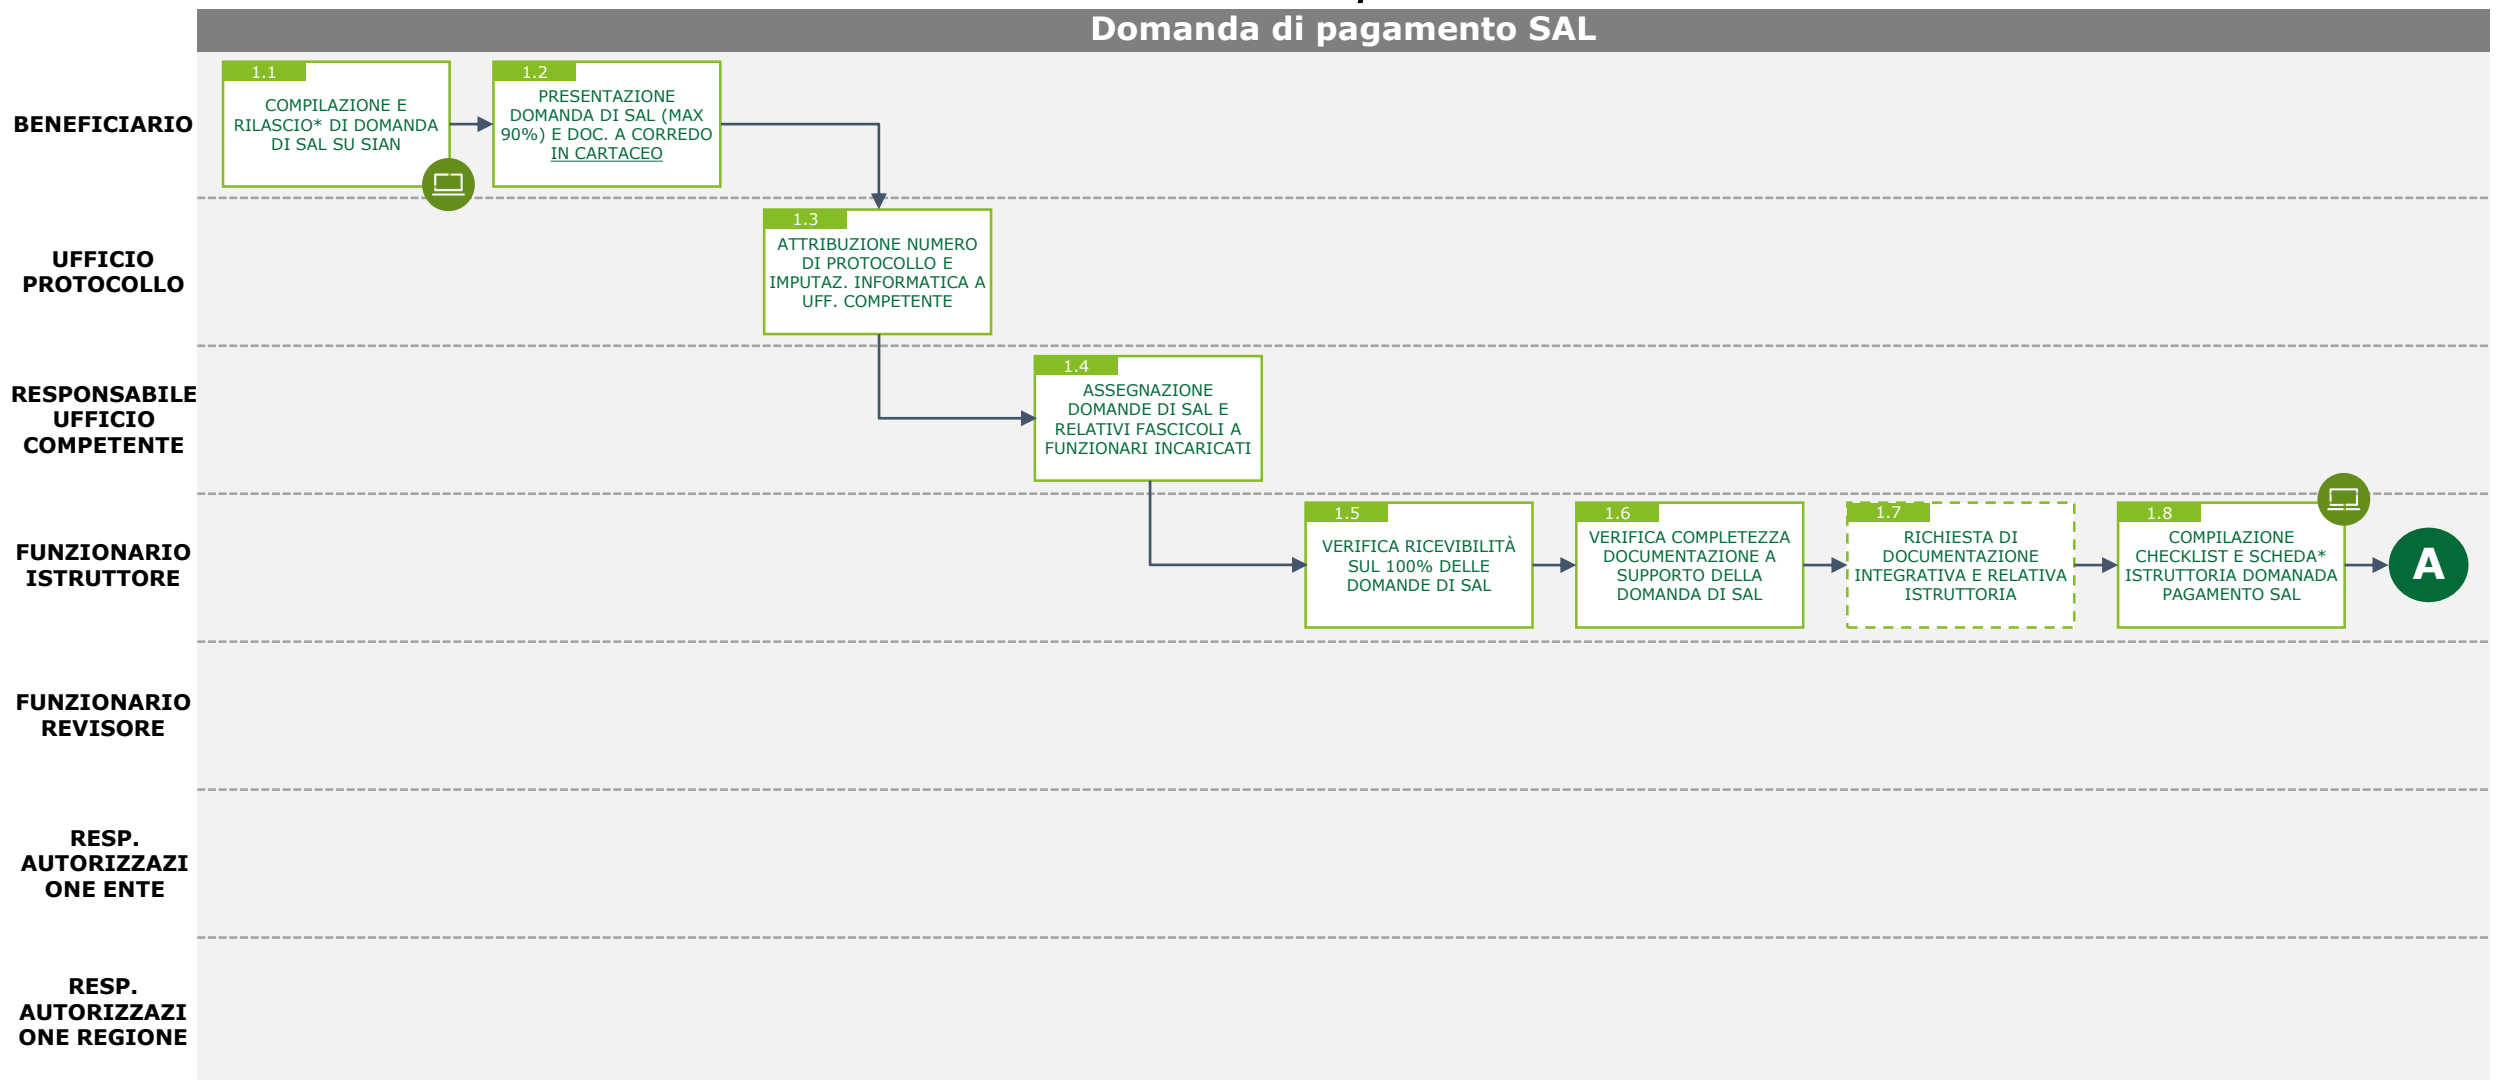 Domanda di pagamento SAL
BENEFICIARIO
1.1
COMPILAZIONE E
RILASCIO* DI DOMANDA
DI SAL SU SIAN
1.2
PRESENTAZIONE
DOMANDA DI SAL (MAX
90%) E DOC. A CORREDO
IN CARTACEO
UFFICIO
PROTOCOLLO
1.3
ATTRIBUZIONE NUMERO
DI PROTOCOLLO E
IMPUTAZ. INFORMATICA A
UFF. COMPETENTE
RESPONSABILE
UFFICIO
COMPETENTE
1.4
ASSEGNAZIONE
DOMANDE DI SAL E
RELATIVI FASCICOLI A
FUNZIONARI INCARICATI
FUNZIONARIO
ISTRUTTORE
1.5
VERIFICA RICEVIBILITÀ
SUL 100% DELLE
DOMANDE DI SAL
1.6
VERIFICA COMPLETEZZA
DOCUMENTAZIONE A
SUPPORTO DELLA
DOMANDA DI SAL
1.7
RICHIESTA DI
DOCUMENTAZIONE
INTEGRATIVA E RELATIVA
ISTRUTTORIA
1.8
COMPILAZIONE
CHECKLIST E SCHEDA*
ISTRUTTORIA DOMANADA
PAGAMENTO SAL
A
FUNZIONARIO
REVISORE
RESP.
AUTORIZZAZI
ONE ENTE
RESP.
AUTORIZZAZI
ONE REGIONE